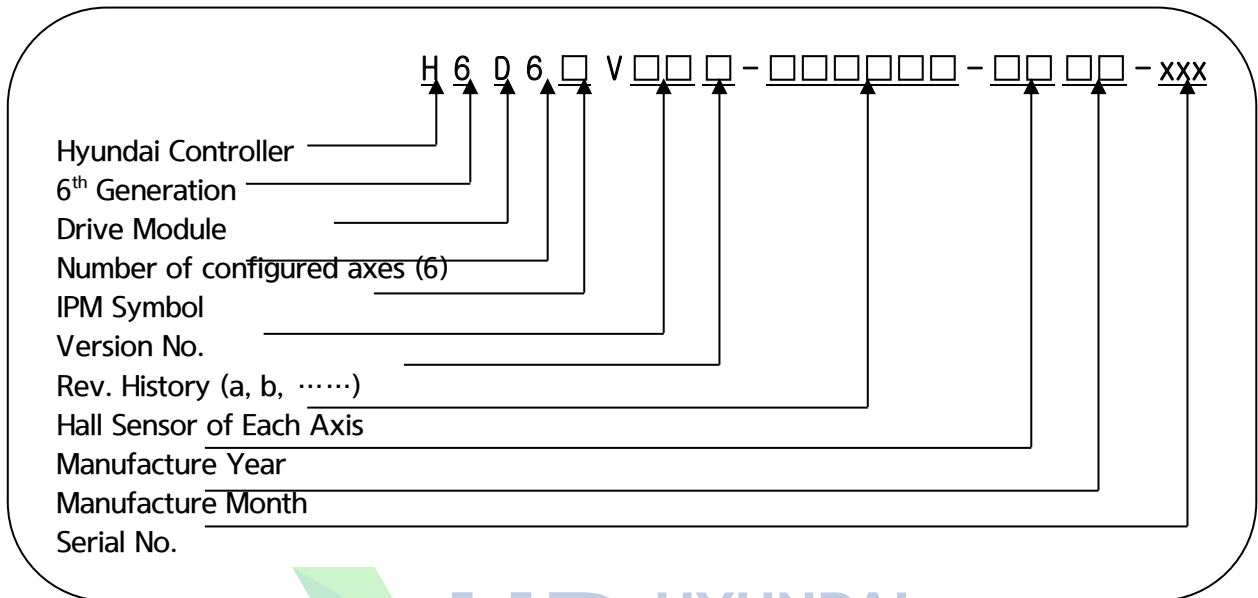 H 6 D 6 □ V □□ □ - □□□□□□ - □□ □□ - xxx
Hyundai Controller
6th Generation
Drive Module
Number of configured axes (6)
IPM Symbol
Version No.
Rev. History (a, b, ⋯⋯)
Hall Sensor of Each Axis
Manufacture Year
Manufacture Month
Serial No.
HYUNDAI